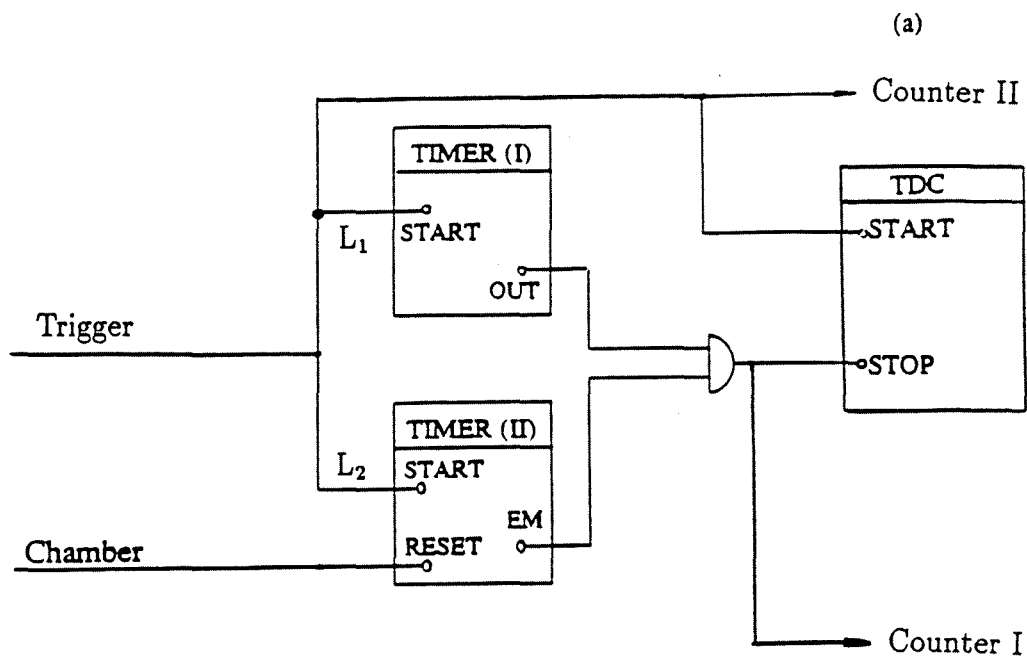 (a)
Counter II
TIMER (I)
TDC
START
L₁
START
OUT
Trigger
STOP
TIMER (II)
L₂
START
EM
Chamber
RESET
Counter I